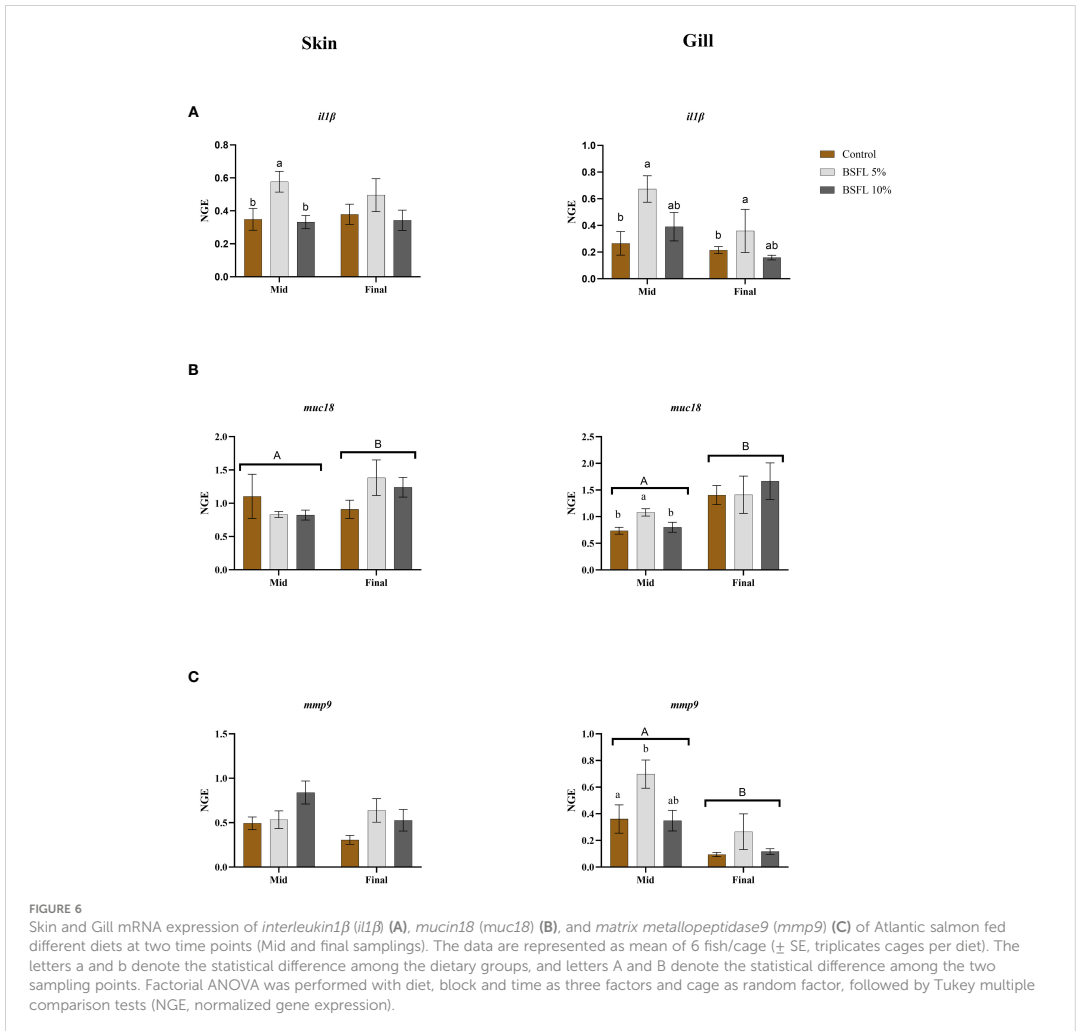 Skin
Gill
A
il1β
NGE
0.8
0.6
0.4
0.2
0.0
b
a
b
Mid
Final
il1β
NGE
1.0
0.8
0.6
0.4
0.2
0.0
b
a
ab
b
a
ab
Mid
Final
Control
BSFL 5%
BSFL 10%
B
muc18
NGE
2.0
1.5
1.0
0.5
0.0
A
B
Mid
Final
muc18
NGE
2.5
2.0
1.5
1.0
0.5
0.0
A
b
a
b
B
Mid
Final
C
mmp9
NGE
1.5
1.0
0.5
0.0
Mid
Final
mmp9
NGE
1.0
0.8
0.6
0.4
0.2
0.0
A
a
b
ab
B
Mid
Final
FIGURE 6
Skin and Gill mRNA expression of interleukin1β (il1β) (A), mucin18 (muc18) (B), and matrix metallopeptidase9 (mmp9) (C) of Atlantic salmon fed
different diets at two time points (Mid and final samplings). The data are represented as mean of 6 fish/cage (± SE, triplicates cages per diet). The
letters a and b denote the statistical difference among the dietary groups, and letters A and B denote the statistical difference among the two
sampling points. Factorial ANOVA was performed with diet, block and time as three factors and cage as random factor, followed by Tukey multiple
comparison tests (NGE, normalized gene expression).